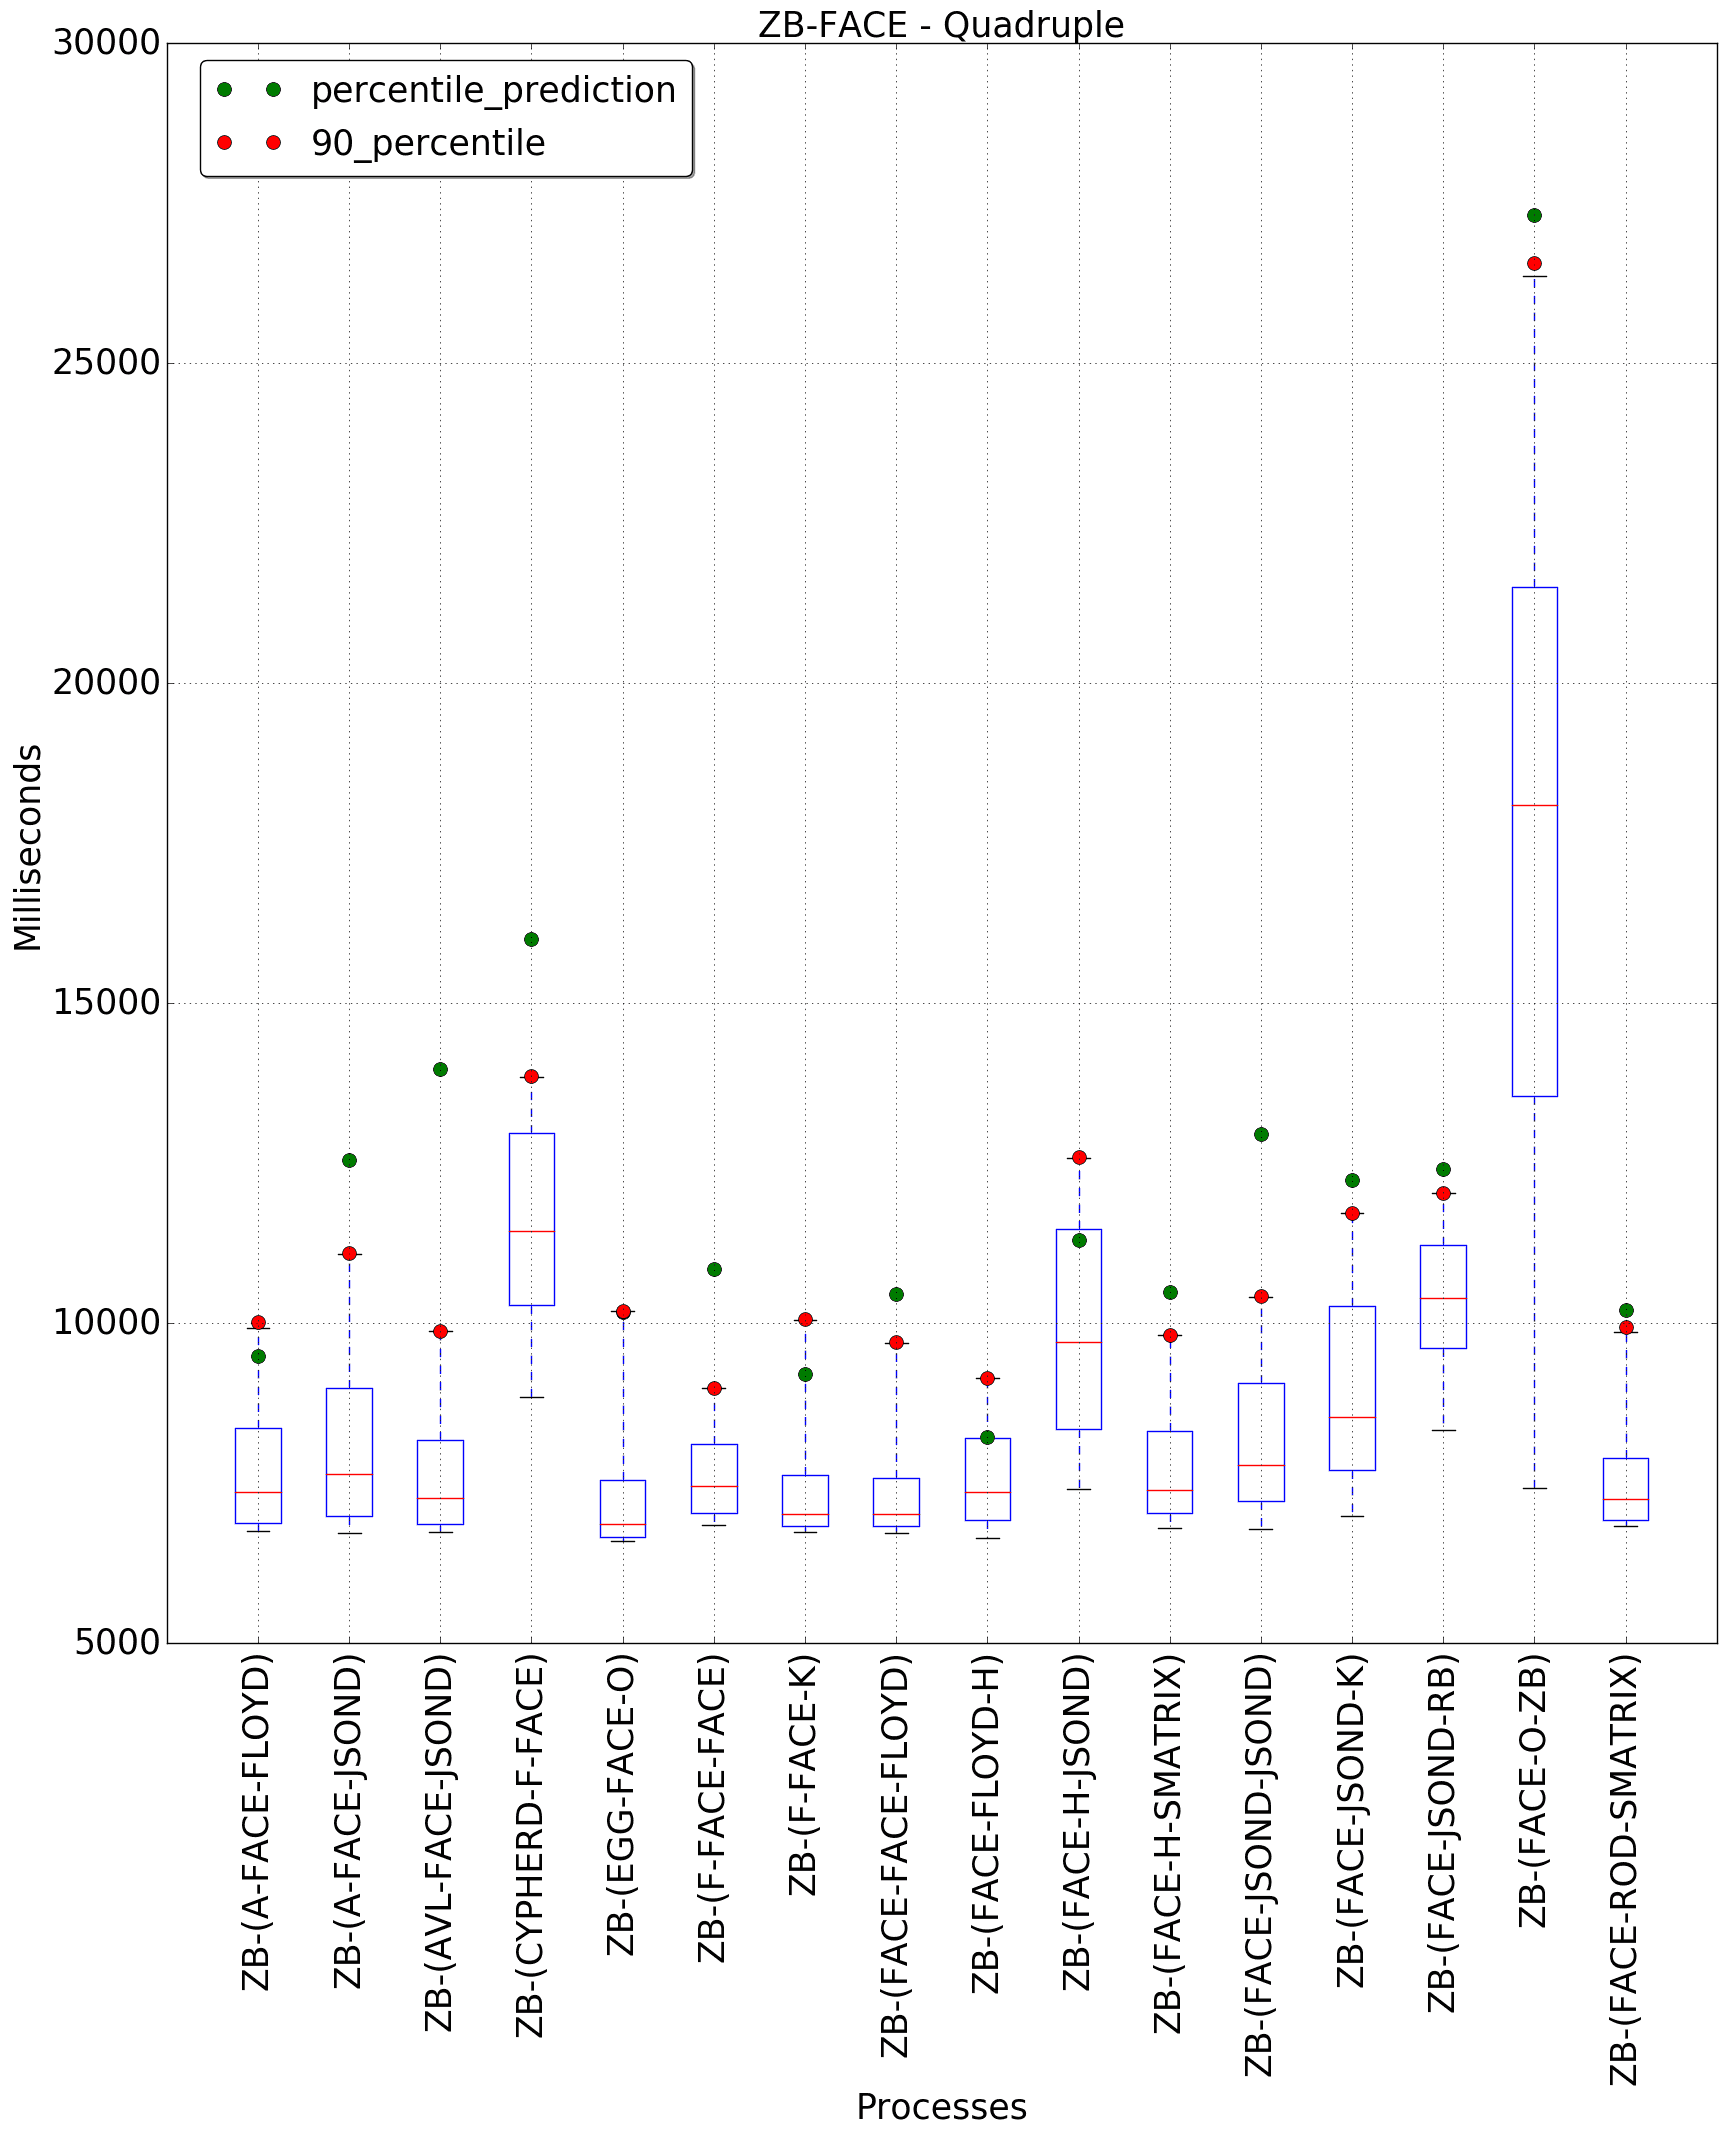 ZB-FACE - Quadruple
percentile_prediction
90_percentile
30000
25000
20000
15000
10000
5000
Milliseconds
ZB-(A-FACE-FLOYD)
ZB-(A-FACE-JSOND)
ZB-(AVL-FACE-JSOND)
ZB-(CYPHERD-F-FACE)
ZB-(EGG-FACE-O)
ZB-(F-FACE-FACE)
ZB-(F-FACE-K)
ZB-(FACE-FACE-FLOYD)
ZB-(FACE-FLOYD-H)
ZB-(FACE-H-JSOND)
ZB-(FACE-H-SMATRIX)
ZB-(FACE-JSOND-JSOND)
ZB-(FACE-JSOND-K)
ZB-(FACE-JSOND-RB)
ZB-(FACE-O-ZB)
ZB-(FACE-ROD-SMATRIX)
Processes